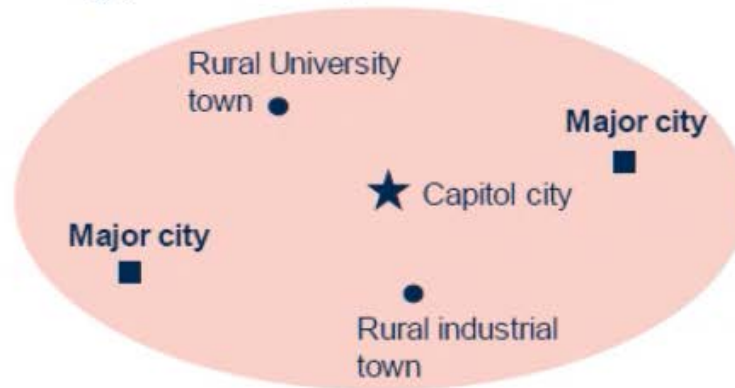 Rural University
town
Major city
Capitol city
Major city
Rural industrial
town